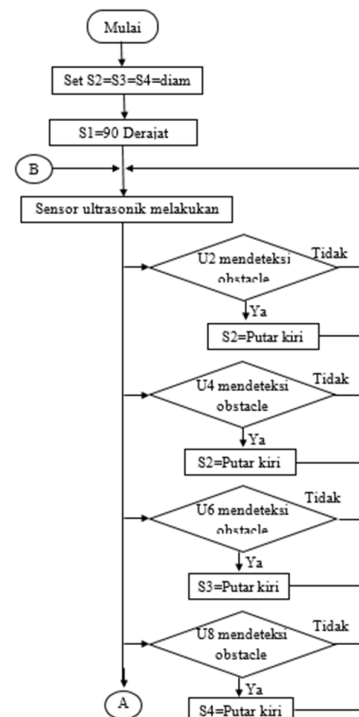 Mulai
Set S2=S3=S4=diam
S1=90 Derajat
B
Sensor ultrasonik melakukan
U2 mendeteksi
obstacle
Tidak
Ya
S2=Putar kiri
U4 mendeteksi
obstacle
Tidak
Ya
S2=Putar kiri
U6 mendeteksi
obstacle
Tidak
Ya
S3=Putar kiri
U8 mendeteksi
obstacle
Tidak
Ya
S4=Putar kiri
A